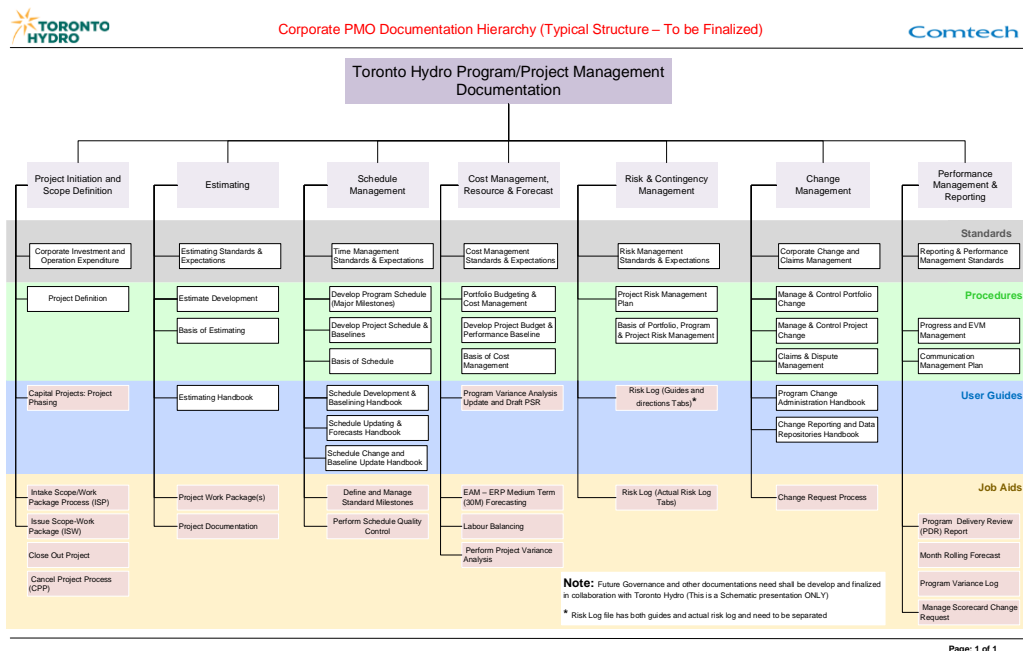 TORONTO
HYDRO
Corporate PMO Documentation Hierarchy (Typical Structure – To be Finalized)
Comtech
Toronto Hydro Program/Project Management
Documentation
Project Initiation and
Scope Definition
Estimating
Schedule
Management
Cost Management,
Resource & Forecast
Risk & Contingency
Management
Change
Management
Performance
Management &
Reporting
Standards
Corporate Investment and
Operation Expenditure
Estimating Standards &
Expectations
Time Management
Standards & Expectations
Cost Management
Standards & Expectations
Risk Management
Standards & Expectations
Corporate Change and
Claims Management
Reporting & Performance
Management Standards
Procedures
Project Definition
Estimate Development
Develop Program Schedule
(Major Milestones)
Portfolio Budgeting &
Cost Management
Project Risk Management
Plan
Manage & Control Portfolio
Change
Basis of Estimating
Develop Project Schedule &
Baselines
Develop Project Budget &
Performance Baseline
Basis of Portfolio, Program
& Project Risk Management
Manage & Control Project
Change
Progress and EVM
Management
Basis of Schedule
Basis of Cost
Management
Claims & Dispute
Management
Communication
Management Plan
User Guides
Capital Projects: Project
Phasing
Estimating Handbook
Schedule Development &
Baselining Handbook
Program Variance Analysis
Update and Draft PSR
Risk Log (Guides and
directions Tabs)*
Program Change
Administration Handbook
Schedule Updating &
Forecasts Handbook
Change Reporting and Data
Repositories Handbook
Schedule Change and
Baseline Update Handbook
Job Aids
Intake Scope/Work
Package Process (ISP)
Project Work Package(s)
Define and Manage
Standard Milestones
EAM – ERP Medium Term
(30M) Forecasting
Risk Log (Actual Risk Log
Tabs)
Change Request Process
Issue Scope-Work
Package (ISW)
Project Documentation
Perform Schedule Quality
Control
Labour Balancing
Program Delivery Review
(PDR) Report
Close Out Project
Perform Project Variance
Analysis
Month Rolling Forecast
Cancel Project Process
(CPP)
Program Variance Log
Manage Scorecard Change
Request
Note: Future Governance and other documentations need shall be develop and finalized
in collaboration with Toronto Hydro (This is a Schematic presentation ONLY)
* Risk Log file has both guides and actual risk log and need to be separated
Page: 1 of 1